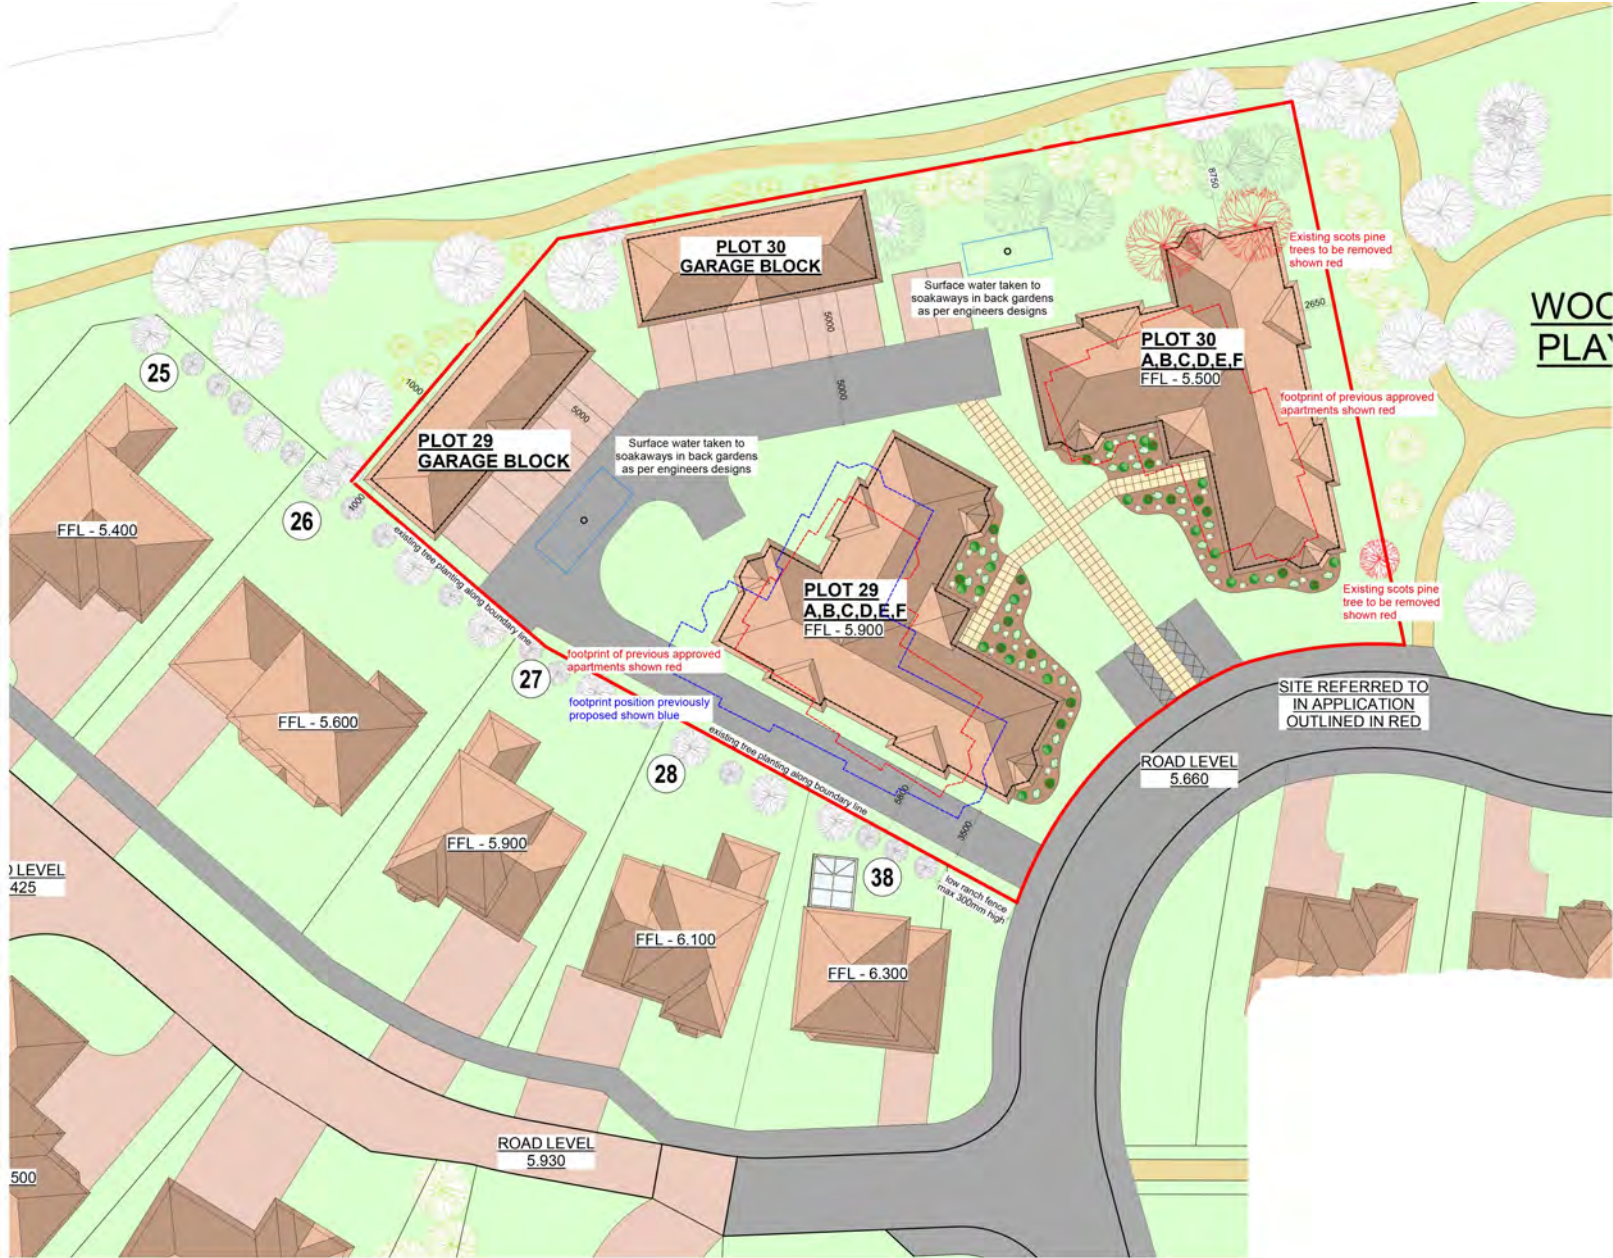 PLOT 30
GARAGE BLOCK
8750
Existing scots pine
trees to be removed
shown red
Surface water taken to
soakaways in back gardens
as per engineers designs
2650
WOO
PLAY
5000
PLOT 30
A,B,C,D,E,F
FFL - 5.500
25
1000
5000
footprint of previous approved
apartments shown red
5000
PLOT 29
GARAGE BLOCK
Surface water taken to
soakaways in back gardens
as per engineers designs
1000
26
FFL - 5.400
existing tree planting along boundary line
PLOT 29
A,B,C,D,E,F
FFL - 5.900
Existing scots pine
tree to be removed
shown red
footprint of previous approved
apartments shown red
27
footprint position previously
proposed shown blue
SITE REFERRED TO
IN APPLICATION
OUTLINED IN RED
FFL - 5.600
existing tree planting along boundary line
28
ROAD LEVEL
5.660
5800
3500
FFL - 5.900
D LEVEL
425
38
low ranch fence
max 300mm high
FFL - 6.100
FFL - 6.300
ROAD LEVEL
5.930
500